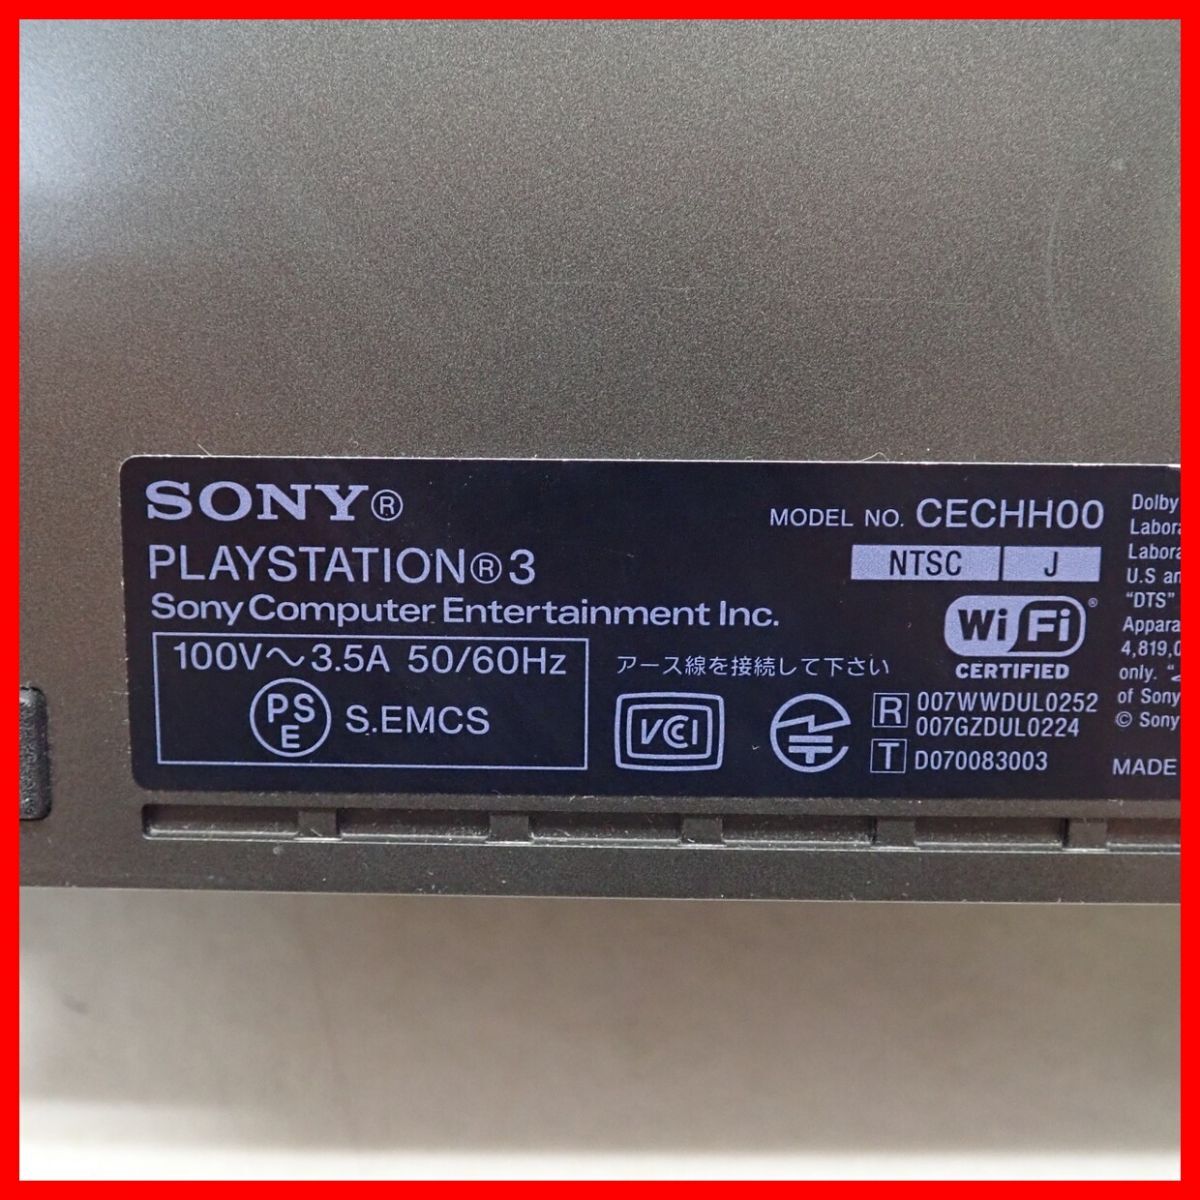 SONY®
PLAYSTATION®3
Sony Computer Entertainment Inc.
100V～3.5A 50/60Hz
PSE S.EMCS
MODEL NO. CECHH00
NTSC J
Wi Fi®
CERTIFIED
アース線を接続して下さい
VCI
R 007WWDUL0252
007GZDUL0224
T D070083003
Dolby
Labora
Labora
U.S an
"DTS"
Appara
4,819,0
only. "
of Sony
© Sony
MADE